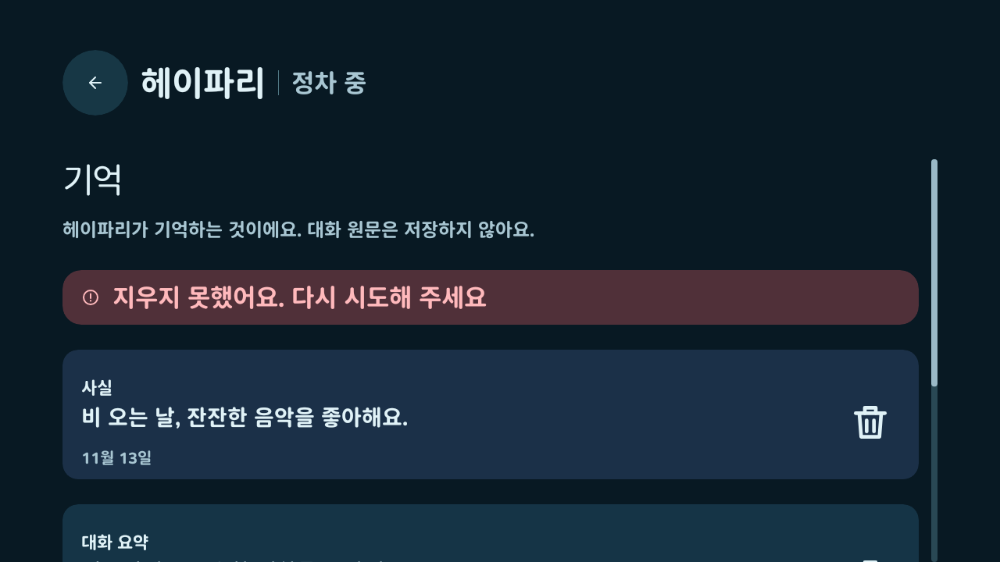 헤이파리
정차 중
기억
헤이파리가 기억하는 것이에요. 대화 원문은 저장하지 않아요.
지우지 못했어요. 다시 시도해 주세요
사실
비 오는 날, 잔잔한 음악을 좋아해요.
11월 13일
대화 요약